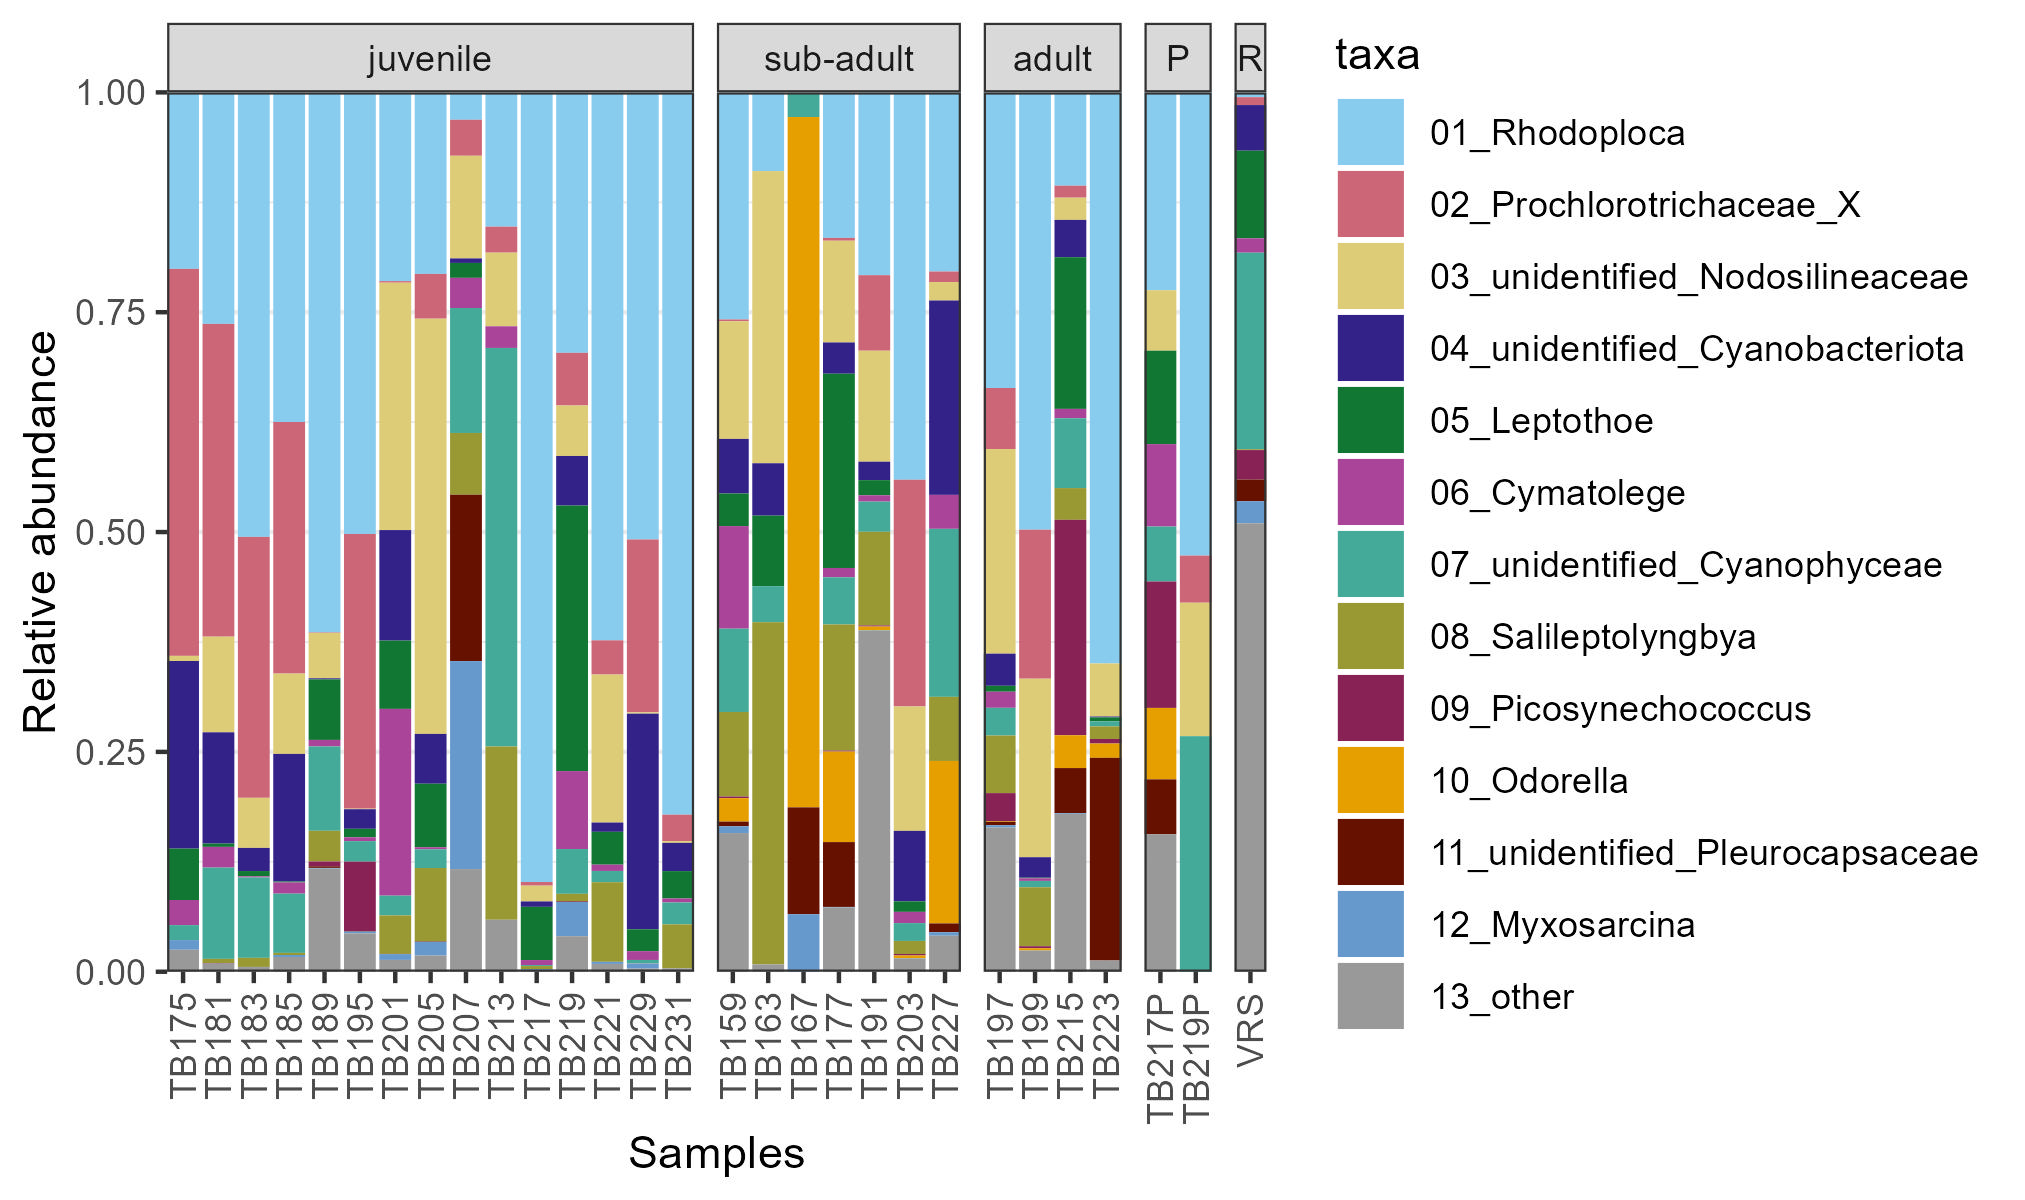 juvenile
sub-adult
adult
P
R
Relative abundance
1.00
0.75
0.50
0.25
0.00
TB175
TB181
TB183
TB185
TB189
TB195
TB201
TB205
TB207
TB213
TB217
TB219
TB221
TB229
TB231
TB159
TB163
TB167
TB177
TB191
TB203
TB227
TB197
TB199
TB215
TB223
TB217P
TB219P
VRS
Samples
taxa
01_Rhodoploca
02_Prochlorotrichaceae_X
03_unidentified_Nodosilineaceae
04_unidentified_Cyanobacteriota
05_Leptothoe
06_Cymatolege
07_unidentified_Cyanophyceae
08_Salileptolyngbya
09_Picosynechococcus
10_Odorella
11_unidentified_Pleurocapsaceae
12_Myxosarcina
13_other